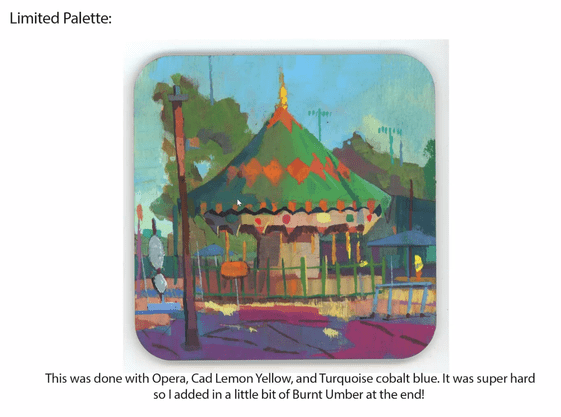 Limited Palette:
This was done with Opera, Cad Lemon Yellow, and Turquoise cobalt blue. It was super hard
so I added in a little bit of Burnt Umber at the end!